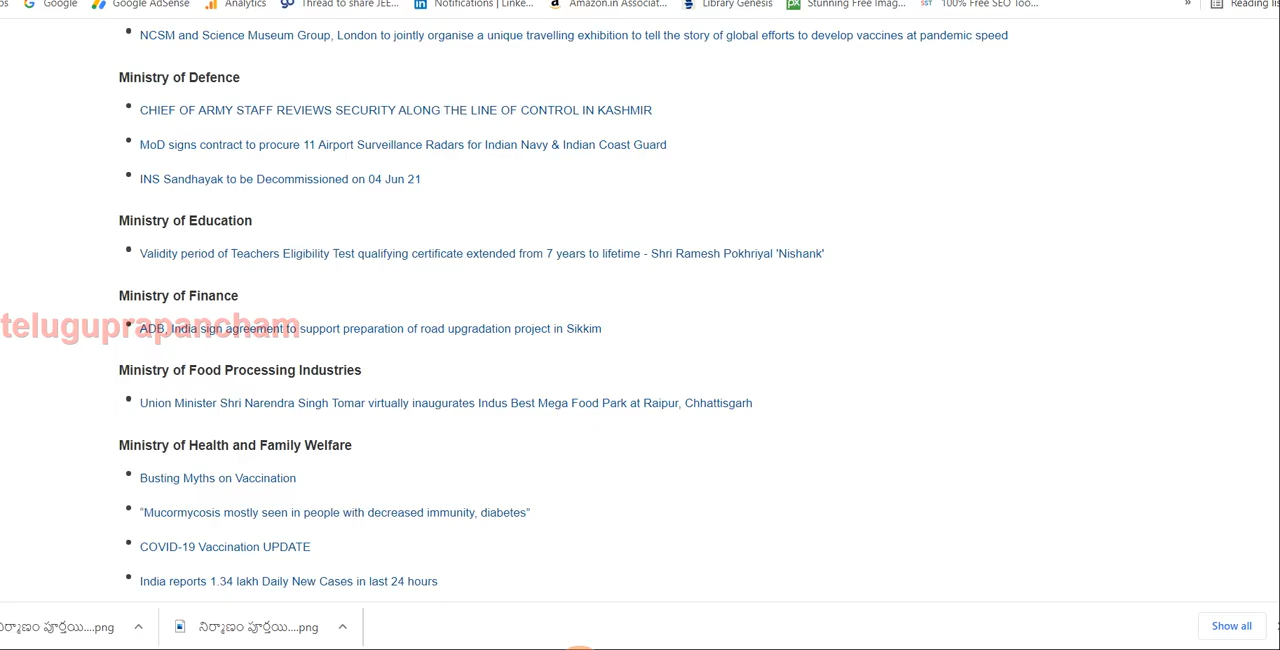 Google
Google AdSense
Analytics
Thread to share JEE...
Notifications | Linke...
Amazon.in Associat...
Library Genesis
Stunning Free Imag...
100% Free SEO Too...
»
Reading lis
NCSM and Science Museum Group, London to jointly organise a unique travelling exhibition to tell the story of global efforts to develop vaccines at pandemic speed
Ministry of Defence
CHIEF OF ARMY STAFF REVIEWS SECURITY ALONG THE LINE OF CONTROL IN KASHMIR
MoD signs contract to procure 11 Airport Surveillance Radars for Indian Navy & Indian Coast Guard
INS Sandhayak to be Decommissioned on 04 Jun 21
Ministry of Education
Validity period of Teachers Eligibility Test qualifying certificate extended from 7 years to lifetime - Shri Ramesh Pokhriyal 'Nishank'
Ministry of Finance
teluguprapancham
ADB, India sign agreement to support preparation of road upgradation project in Sikkim
Ministry of Food Processing Industries
Union Minister Shri Narendra Singh Tomar virtually inaugurates Indus Best Mega Food Park at Raipur, Chhattisgarh
Ministry of Health and Family Welfare
Busting Myths on Vaccination
“Mucormycosis mostly seen in people with decreased immunity, diabetes”
COVID-19 Vaccination UPDATE
India reports 1.34 lakh Daily New Cases in last 24 hours
నిర్మాణం పూర్తయి....png
నిర్మాణం పూర్తయి....png
Show all